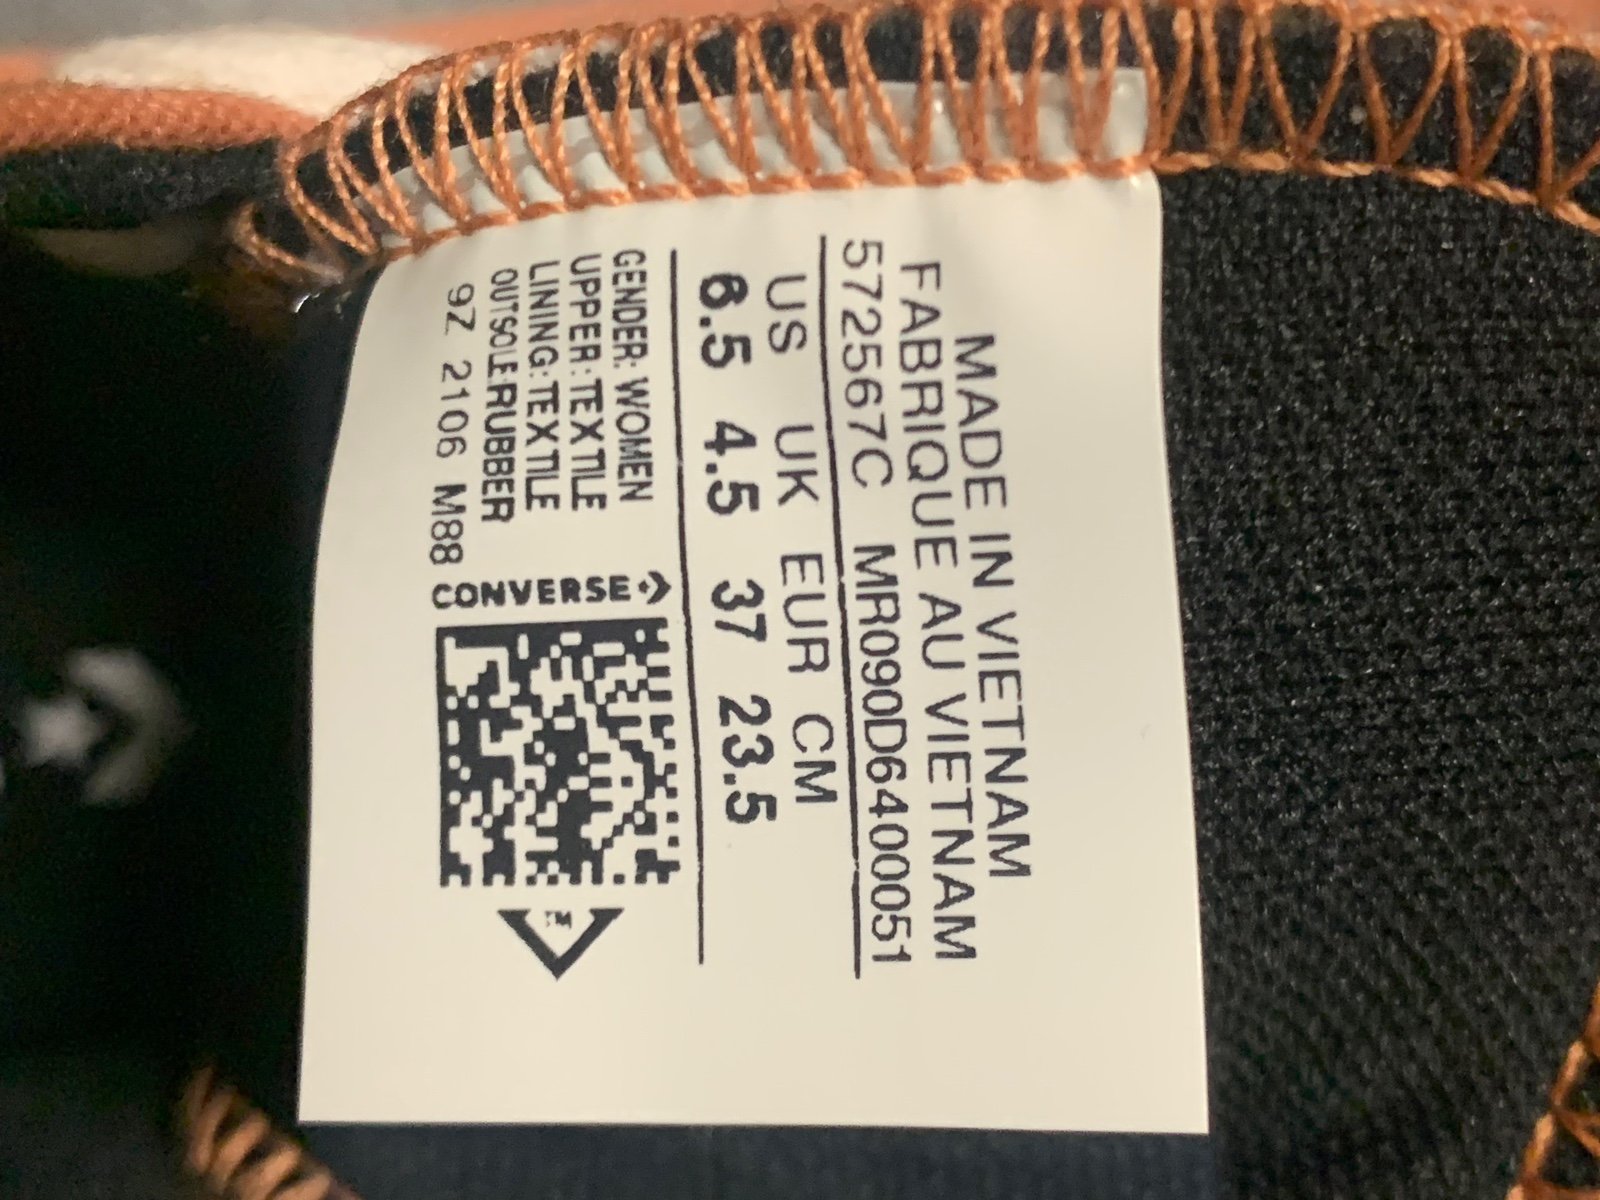 MADE IN VIETNAM
FABRIQUE AU VIETNAM
572567C MR090D6400051
US UK EUR CM
6.5 4.5 37 23.5
GENDER: WOMEN
UPPER:TEXTILE
LINING:TEXTILE
OUTSOLE:RUBBER
9Z 2106 M88
CONVERSE
TM